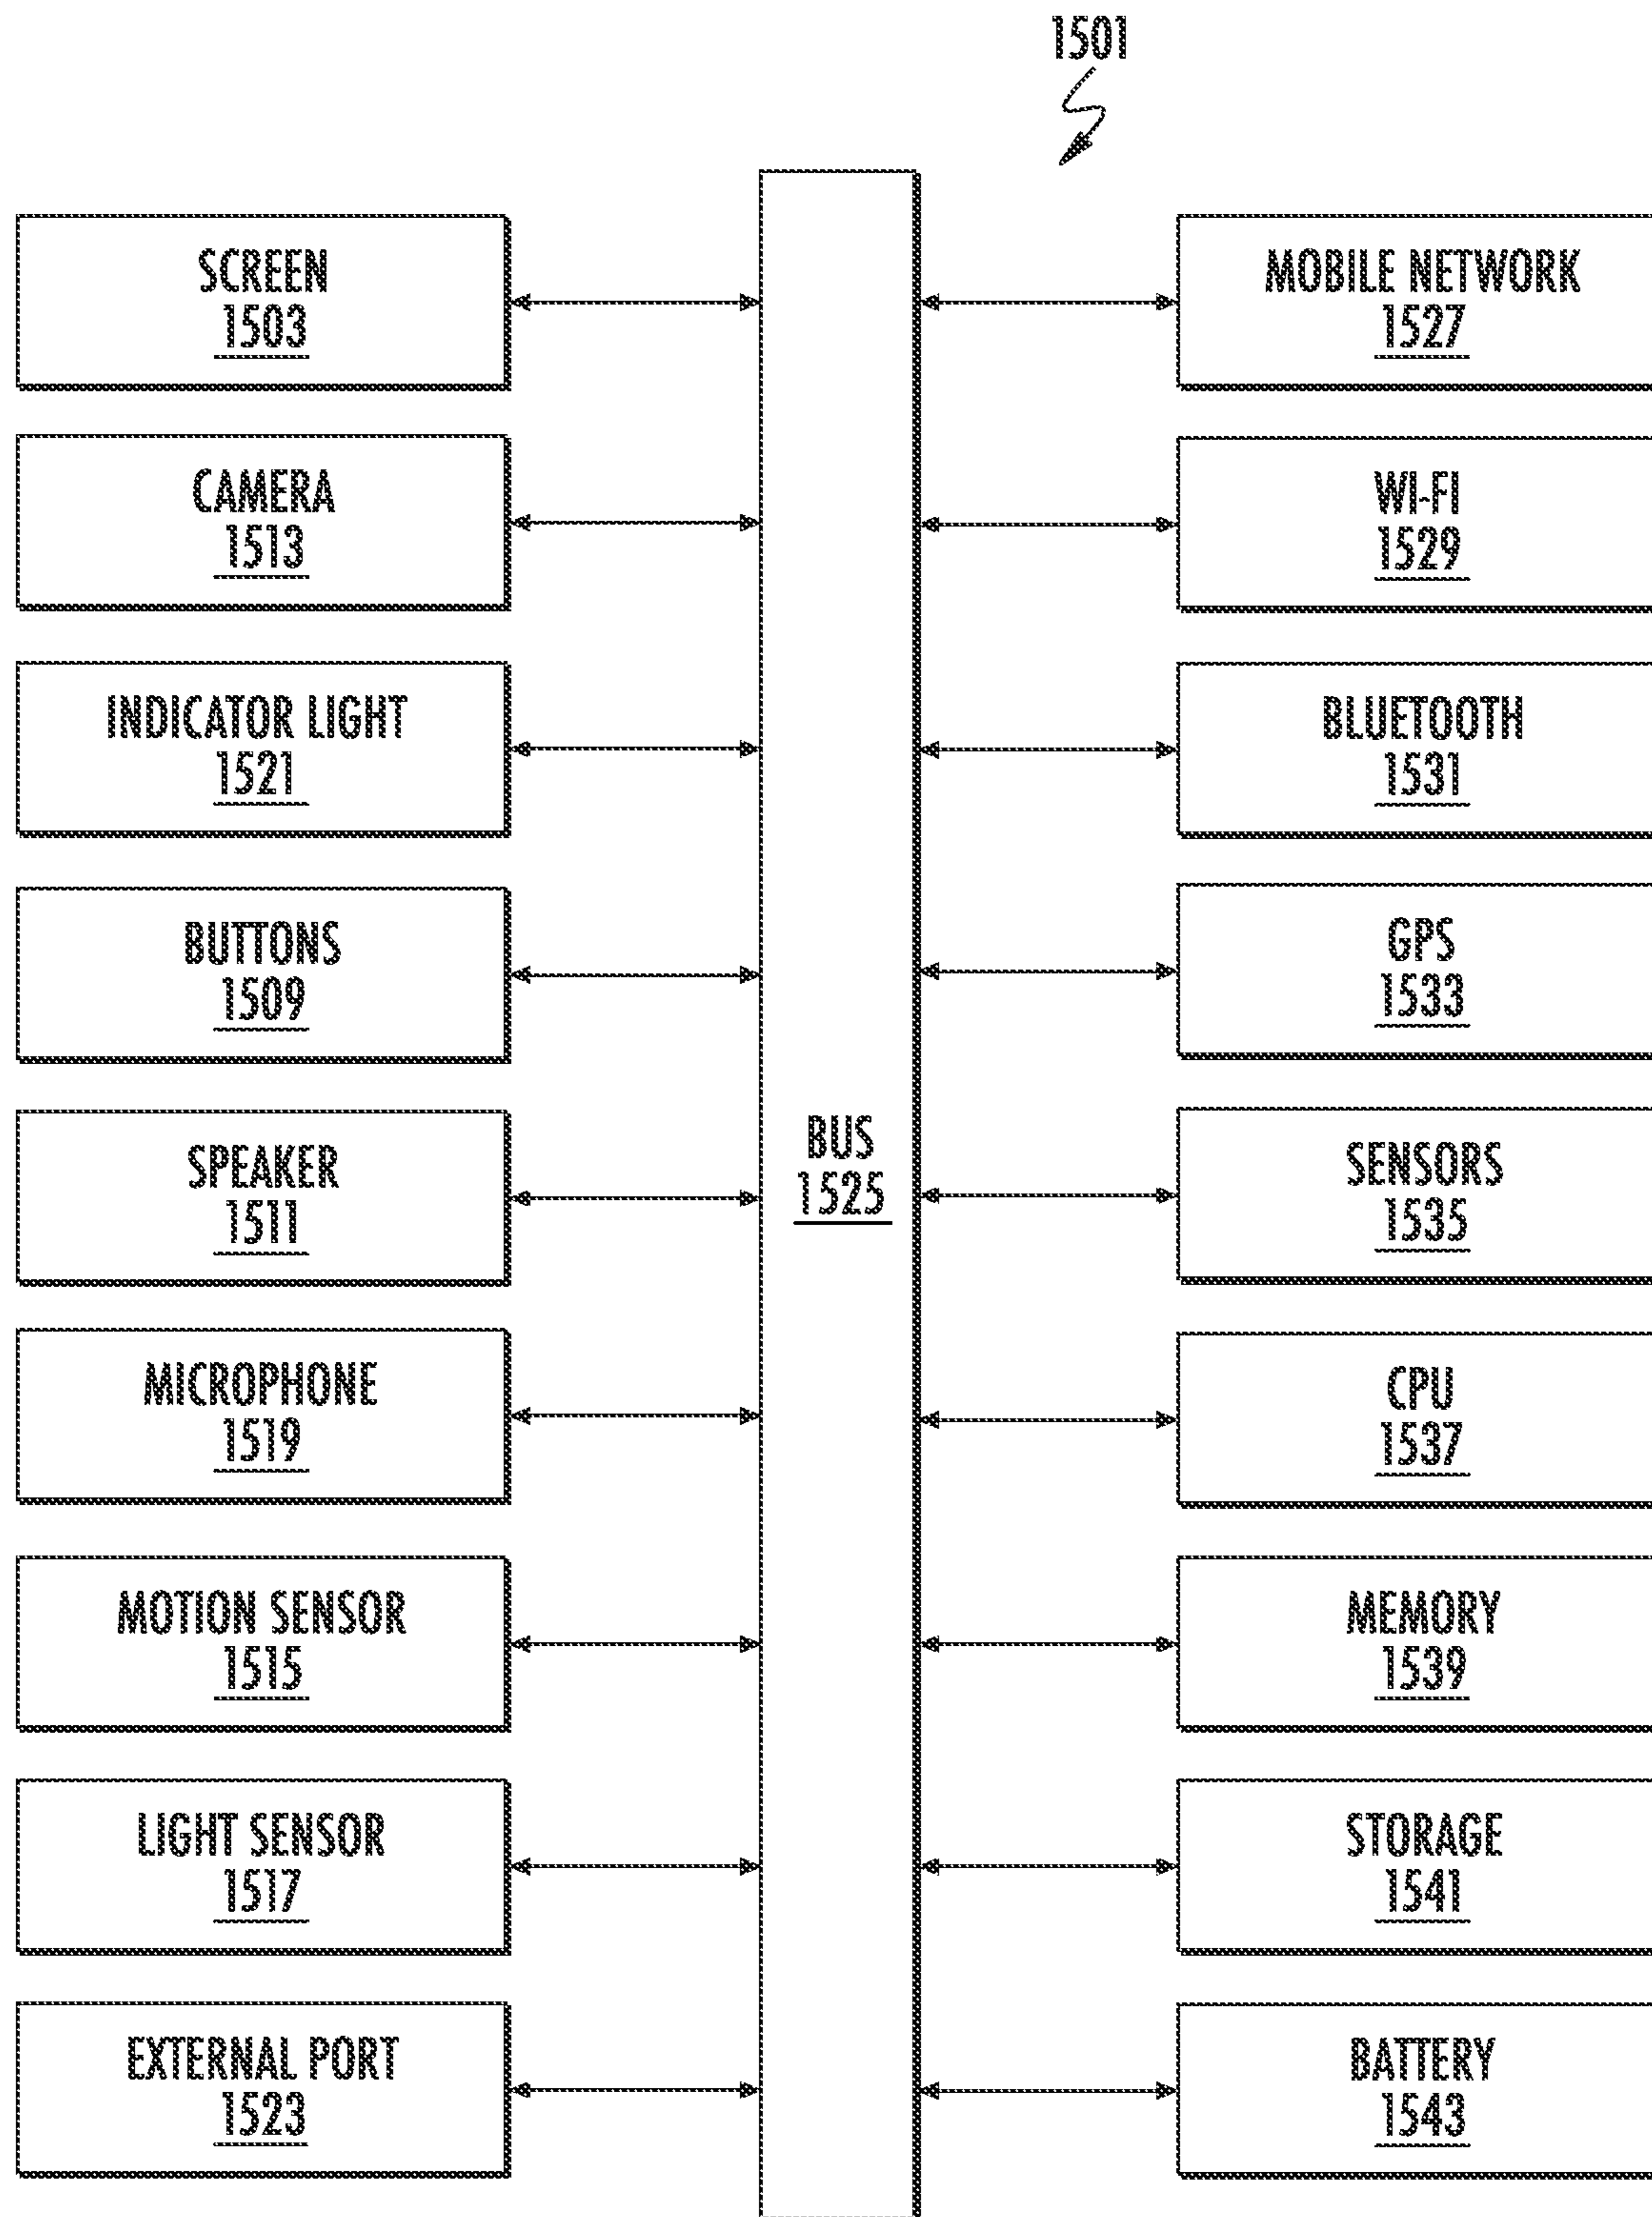 1501
SCREEN
1503
MOBILE NETWORK
1527
CAMERA
1513
WI-FI
1529
INDICATOR LIGHT
1521
BLUETOOTH
1531
BUTTONS
1509
GPS
1533
SPEAKER
1511
BUS
1525
SENSORS
1535
MICROPHONE
1519
CPU
1537
MOTION SENSOR
1515
MEMORY
1539
LIGHT SENSOR
1517
STORAGE
1541
EXTERNAL PORT
1523
BATTERY
1543